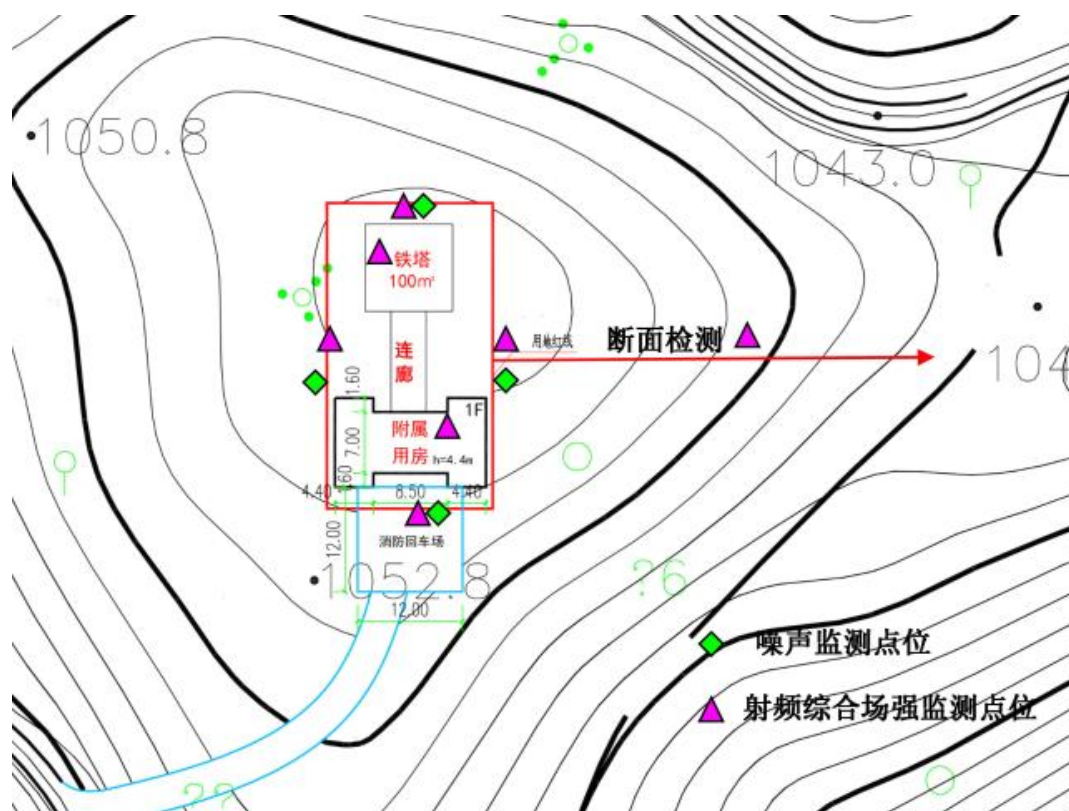 1050.8
1043.0
铁塔
100㎡
用地红线
断面检测
连
廊
104
1.60
1F
附属
用房
h=4.4m
7.00
.60
4.40
8.50
4.40
12.00
消防回车场
1052.8
12.00
26
噪声监测点位
射频综合场强监测点位